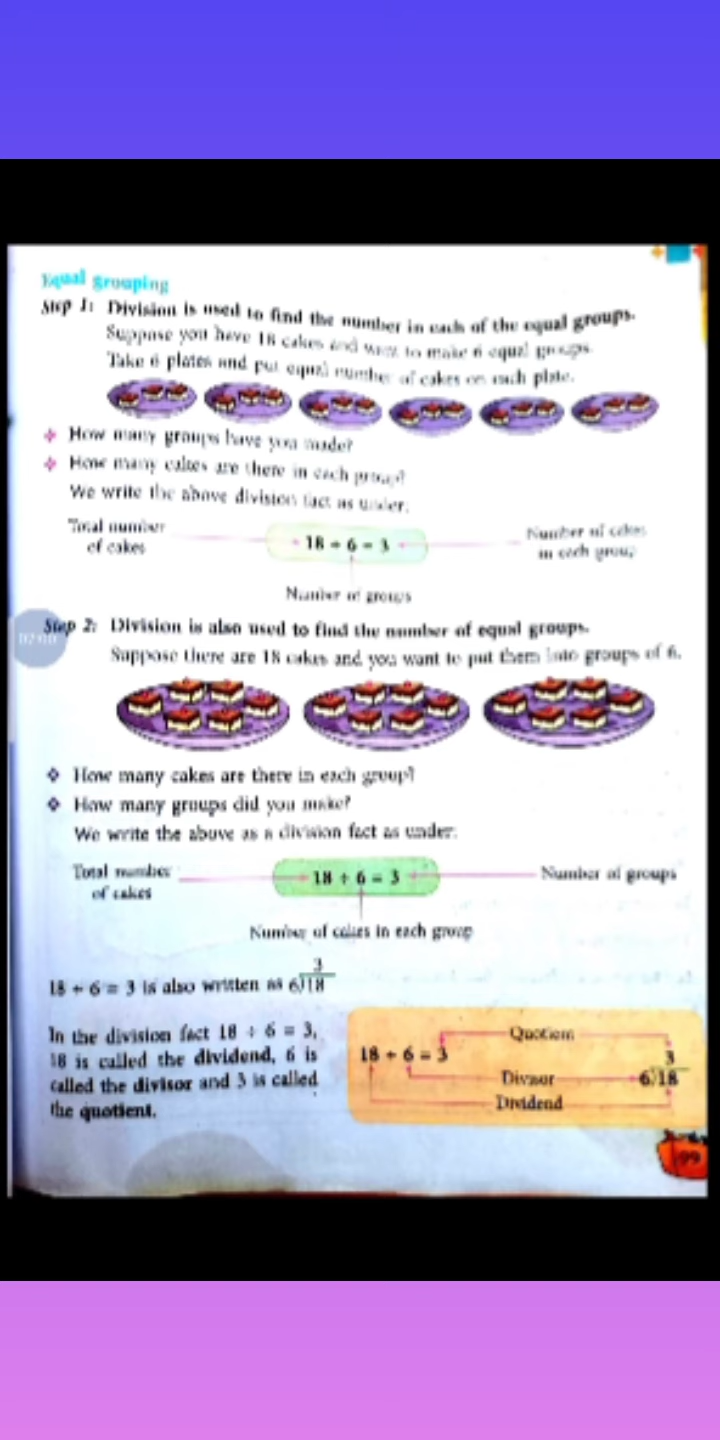 Equal grouping
Step 1: Division is used to find the number in each of the equal groups.
Suppose you have 18 cakes and want to make 6 equal groups.
Take 6 plates and put equal number of cakes on each plate.
How many groups have you made?
How many cakes are there in each group?
We write the above division fact as under:
Total number
of cakes
18 ÷ 6 = 3
Number of cakes
in each group
Number of groups
Step 2: Division is also used to find the number of equal groups.
Suppose there are 18 cakes and you want to put them into groups of 6.
How many cakes are there in each group?
How many groups did you make?
We write the above as a division fact as under:
Total number
of cakes
18 ÷ 6 = 3
Number of groups
Number of cakes in each group
3
18 ÷ 6 = 3 is also written as 6)18
In the division fact 18 ÷ 6 = 3,
18 is called the dividend, 6 is
called the divisor and 3 is called
the quotient.
Quotient
18 ÷ 6 = 3
3
Divisor
6)18
Dividend
99